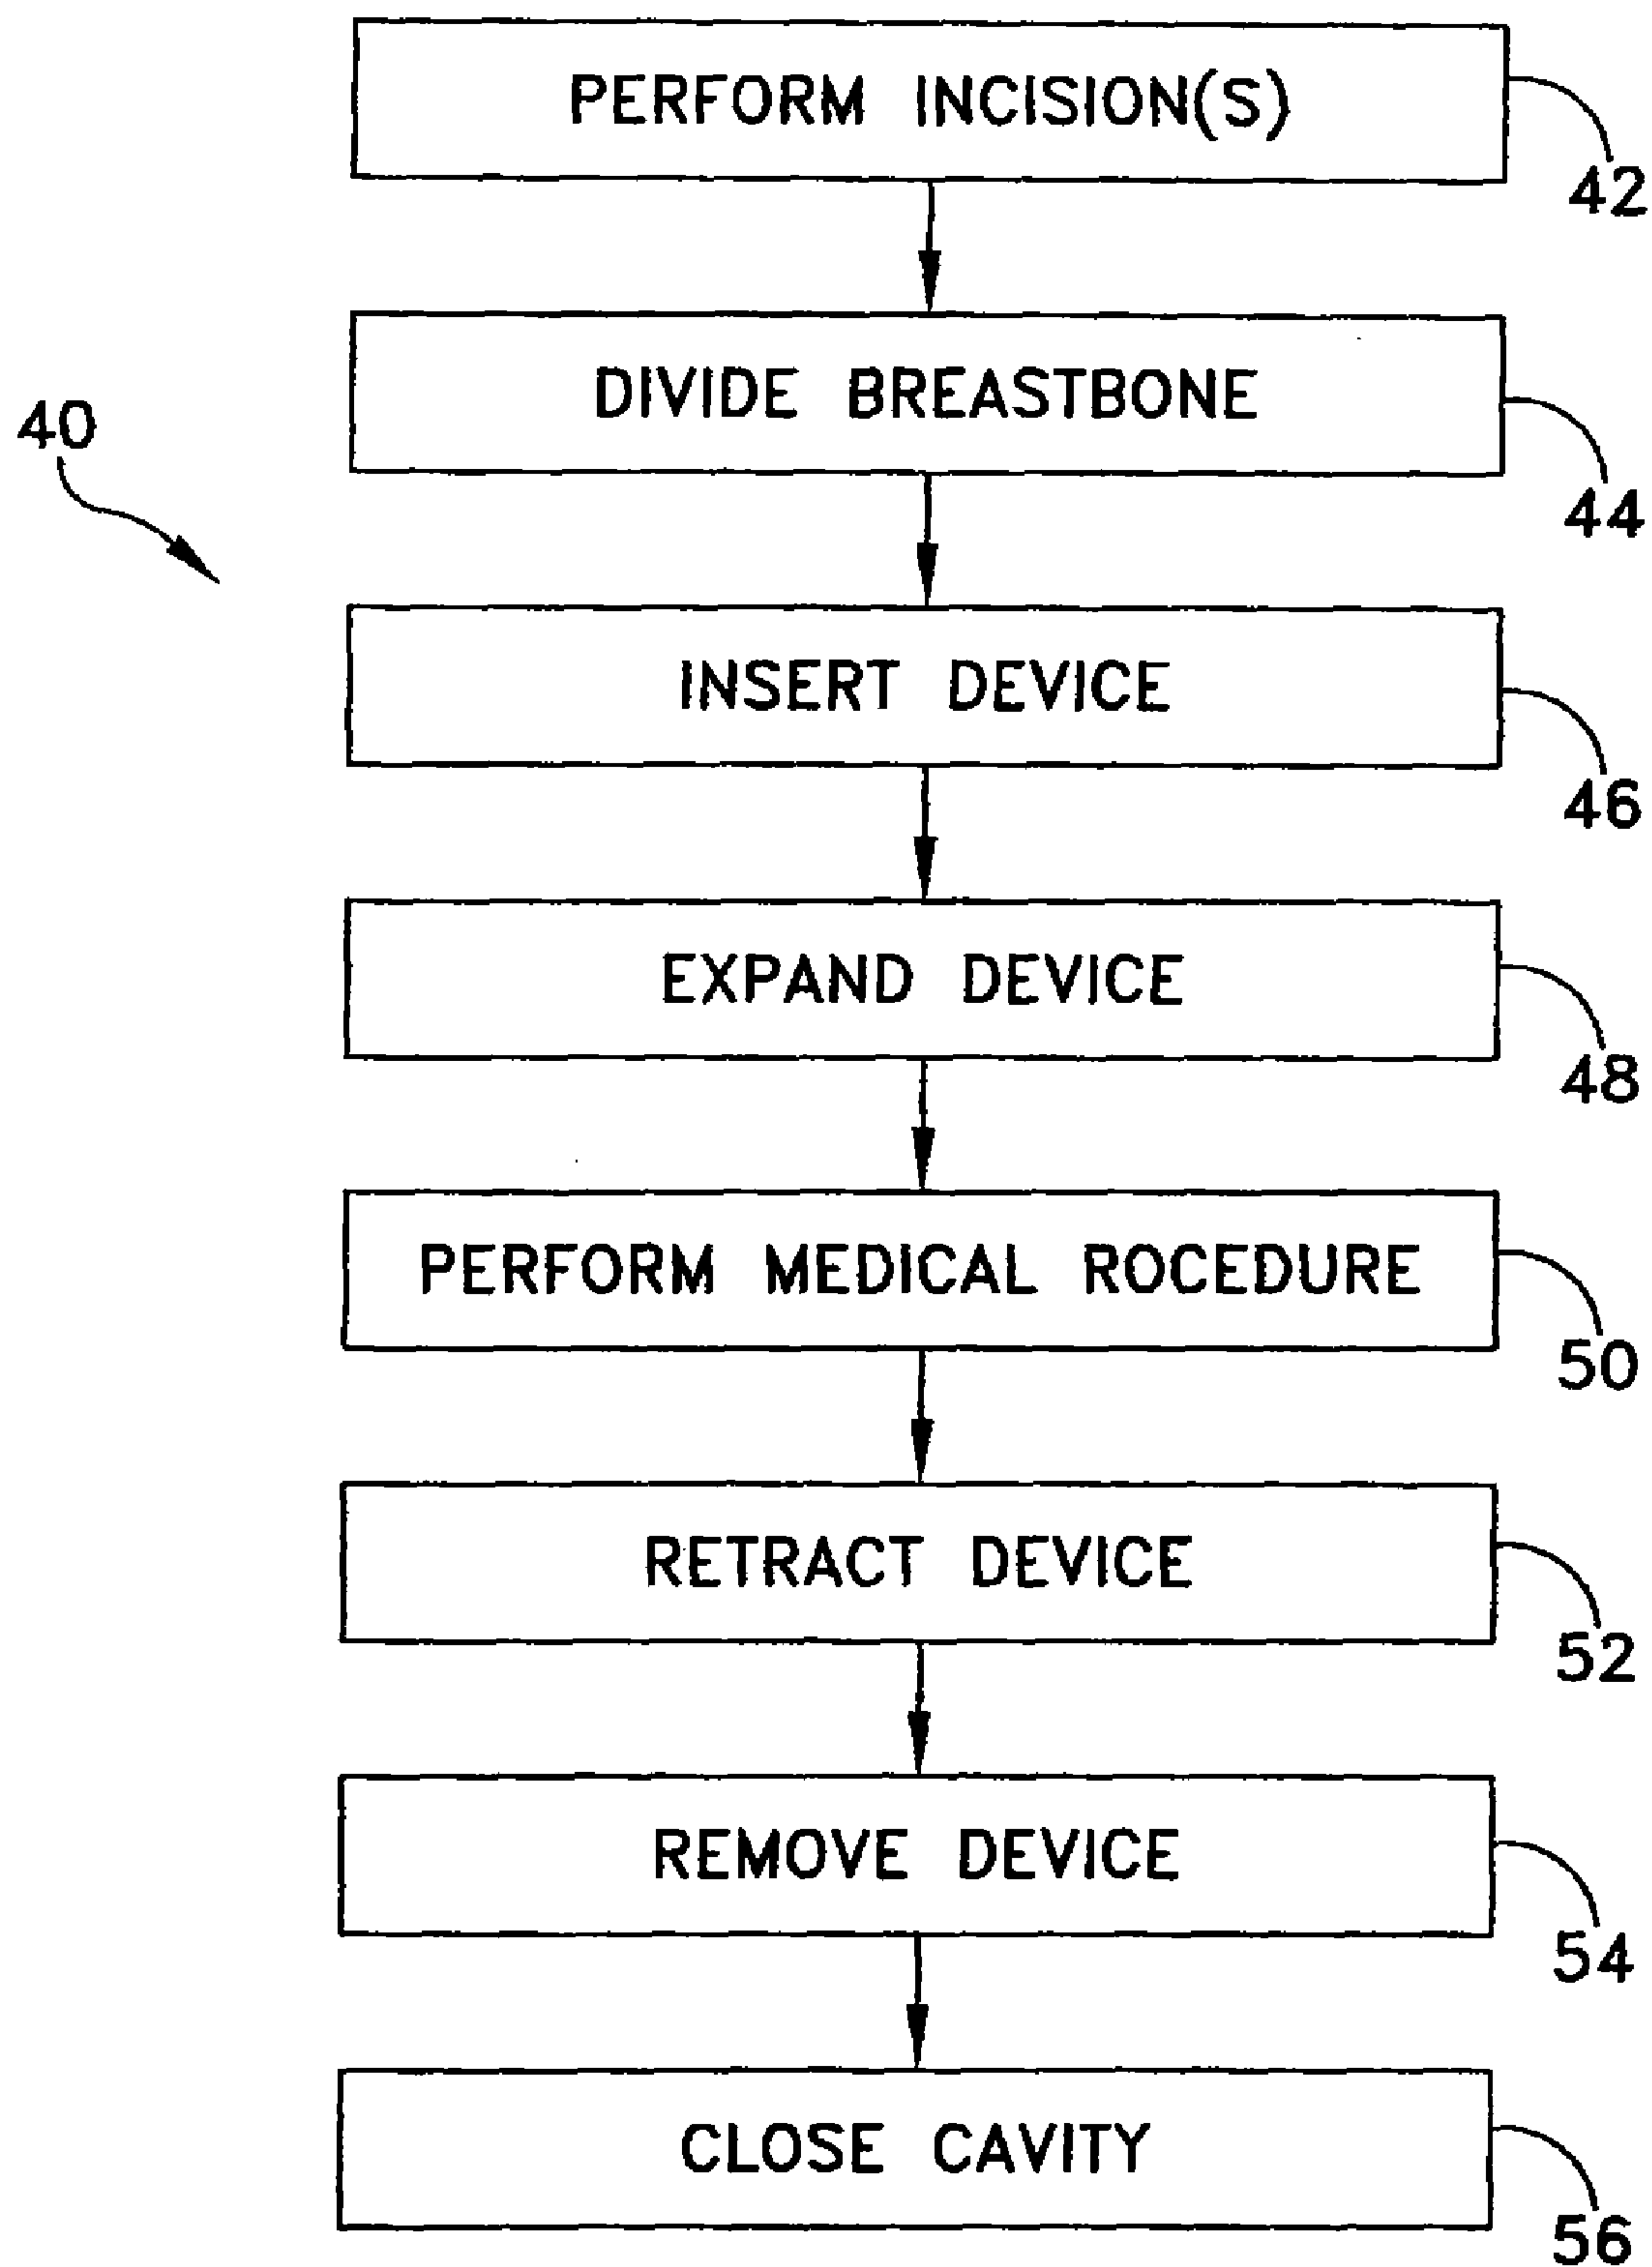 PERFORM INCISION(S)
42
DIVIDE BREASTBONE
40
44
INSERT DEVICE
46
EXPAND DEVICE
48
PERFORM MEDICAL ROCEDURE
50
RETRACT DEVICE
52
REMOVE DEVICE
54
CLOSE CAVITY
56